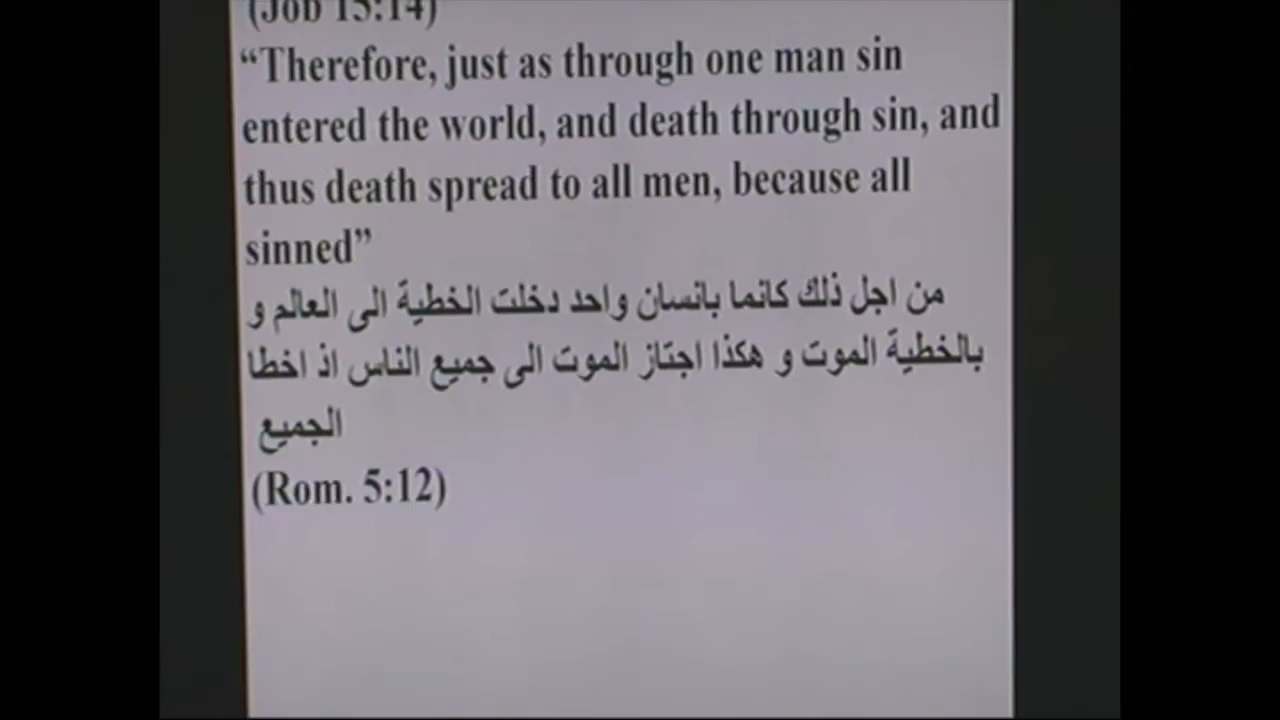 (Job 15:14)
“Therefore, just as through one man sin
entered the world, and death through sin, and
thus death spread to all men, because all
sinned”
من اجل ذلك كانما بانسان واحد دخلت الخطية الى العالم و
بالخطية الموت و هكذا اجتاز الموت الى جميع الناس اذ اخطا
الجميع
(Rom. 5:12)